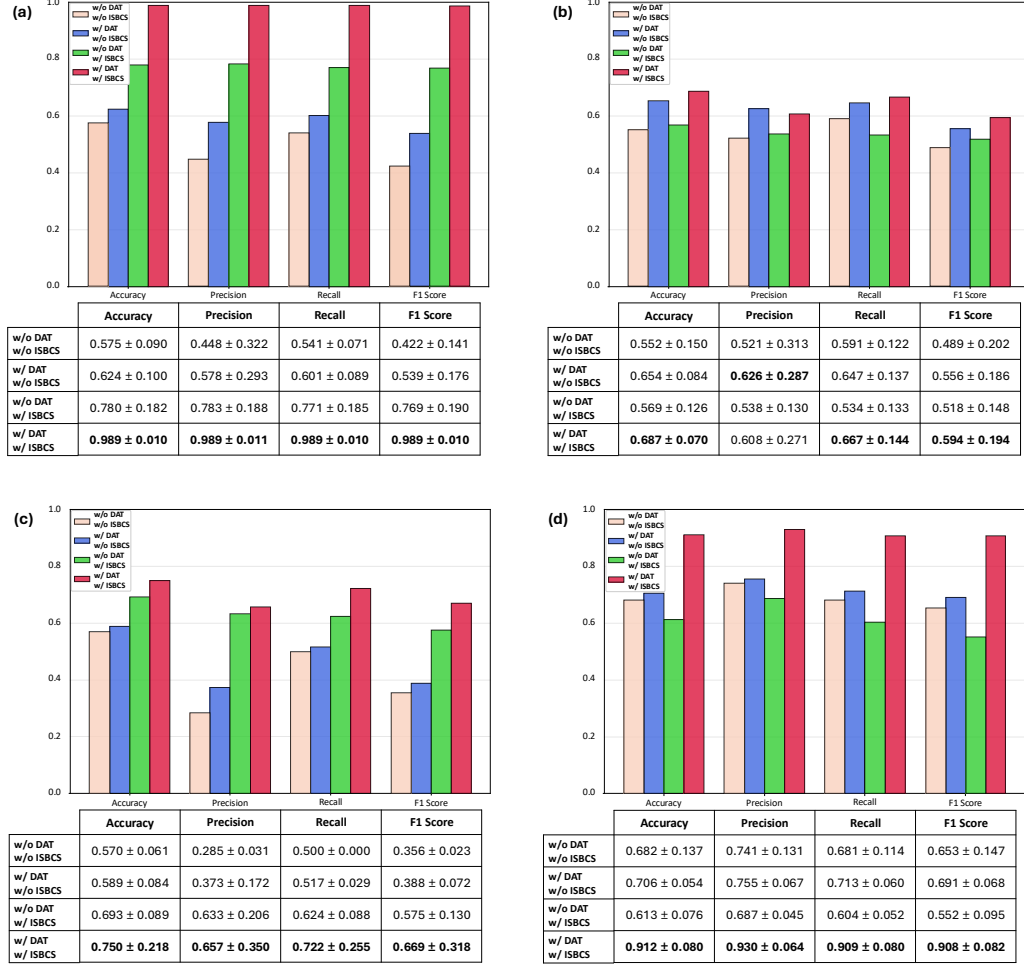 (a)
1.0
0.8
0.6
0.4
0.2
0.0
w/o DAT
w/o ISBCS
w/ DAT
w/o ISBCS
w/o DAT
w/ ISBCS
w/ DAT
w/ ISBCS
Accuracy Precision Recall F1 Score
Accuracy Precision Recall F1 Score
w/o DAT
w/o ISBCS 0.575 ± 0.090 0.448 ± 0.322 0.541 ± 0.071 0.422 ± 0.141
w/ DAT
w/o ISBCS 0.624 ± 0.100 0.578 ± 0.293 0.601 ± 0.089 0.539 ± 0.176
w/o DAT
w/ ISBCS 0.780 ± 0.182 0.783 ± 0.188 0.771 ± 0.185 0.769 ± 0.190
w/ DAT
w/ ISBCS 0.989 ± 0.010 0.989 ± 0.011 0.989 ± 0.010 0.989 ± 0.010
(b)
1.0
0.8
0.6
0.4
0.2
0.0
w/o DAT
w/o ISBCS
w/ DAT
w/o ISBCS
w/o DAT
w/ ISBCS
w/ DAT
w/ ISBCS
Accuracy Precision Recall F1 Score
Accuracy Precision Recall F1 Score
w/o DAT
w/o ISBCS 0.552 ± 0.150 0.521 ± 0.313 0.591 ± 0.122 0.489 ± 0.202
w/ DAT
w/o ISBCS 0.654 ± 0.084 0.626 ± 0.287 0.647 ± 0.137 0.556 ± 0.186
w/o DAT
w/ ISBCS 0.569 ± 0.126 0.538 ± 0.130 0.534 ± 0.133 0.518 ± 0.148
w/ DAT
w/ ISBCS 0.687 ± 0.070 0.608 ± 0.271 0.667 ± 0.144 0.594 ± 0.194
(c)
1.0
0.8
0.6
0.4
0.2
0.0
w/o DAT
w/o ISBCS
w/ DAT
w/o ISBCS
w/o DAT
w/ ISBCS
w/ DAT
w/ ISBCS
Accuracy Precision Recall F1 Score
Accuracy Precision Recall F1 Score
w/o DAT
w/o ISBCS 0.570 ± 0.061 0.285 ± 0.031 0.500 ± 0.000 0.356 ± 0.023
w/ DAT
w/o ISBCS 0.589 ± 0.084 0.373 ± 0.172 0.517 ± 0.029 0.388 ± 0.072
w/o DAT
w/ ISBCS 0.693 ± 0.089 0.633 ± 0.206 0.624 ± 0.088 0.575 ± 0.130
w/ DAT
w/ ISBCS 0.750 ± 0.218 0.657 ± 0.350 0.722 ± 0.255 0.669 ± 0.318
(d)
1.0
0.8
0.6
0.4
0.2
0.0
w/o DAT
w/o ISBCS
w/ DAT
w/o ISBCS
w/o DAT
w/ ISBCS
w/ DAT
w/ ISBCS
Accuracy Precision Recall F1 Score
Accuracy Precision Recall F1 Score
w/o DAT
w/o ISBCS 0.682 ± 0.137 0.741 ± 0.131 0.681 ± 0.114 0.653 ± 0.147
w/ DAT
w/o ISBCS 0.706 ± 0.054 0.755 ± 0.067 0.713 ± 0.060 0.691 ± 0.068
w/o DAT
w/ ISBCS 0.613 ± 0.076 0.687 ± 0.045 0.604 ± 0.052 0.552 ± 0.095
w/ DAT
w/ ISBCS 0.912 ± 0.080 0.930 ± 0.064 0.909 ± 0.080 0.908 ± 0.082